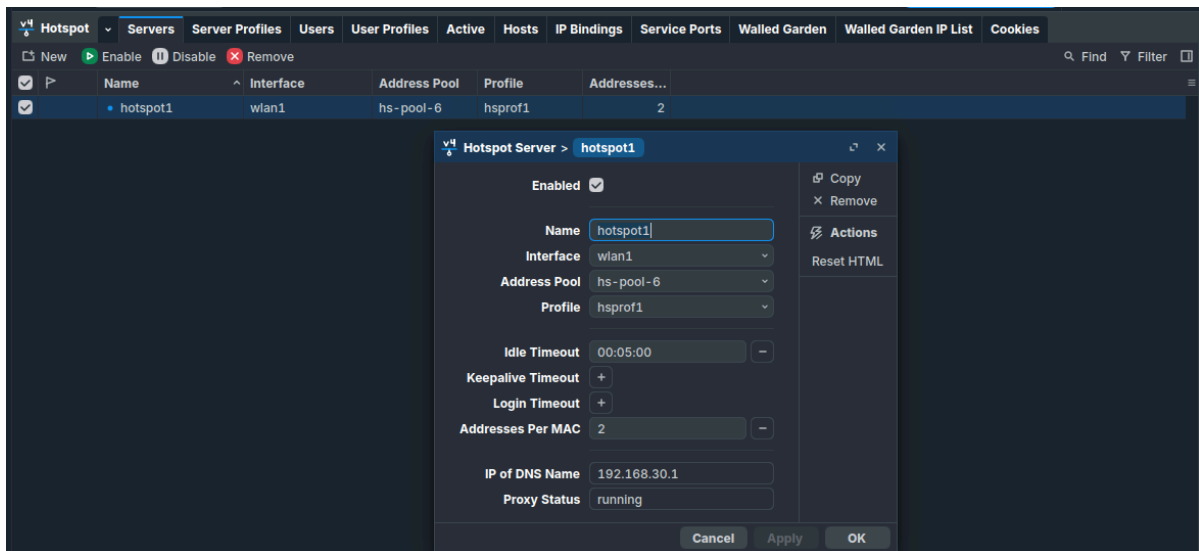 v4 Hotspot Servers Server Profiles Users User Profiles Active Hosts IP Bindings Service Ports Walled Garden Walled Garden IP List Cookies
New Enable Disable Remove Find Filter
Name Interface Address Pool Profile Addresses...
hotspot1 wlan1 hs-pool-6 hsprof1 2
v4 Hotspot Server > hotspot1
Enabled
Copy
Remove
Name hotspot1
Actions
Interface wlan1
Reset HTML
Address Pool hs-pool-6
Profile hsprof1
Idle Timeout 00:05:00 −
Keepalive Timeout +
Login Timeout +
Addresses Per MAC 2 −
IP of DNS Name 192.168.30.1
Proxy Status running
Cancel Apply OK